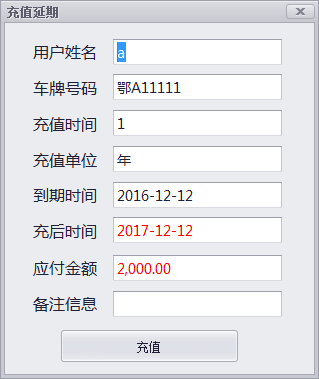 充值延期
用户姓名 a
车牌号码 鄂A11111
充值时间 1
充值单位 年
到期时间 2016-12-12
充后时间 2017-12-12
应付金额 2,000.00
备注信息
充值